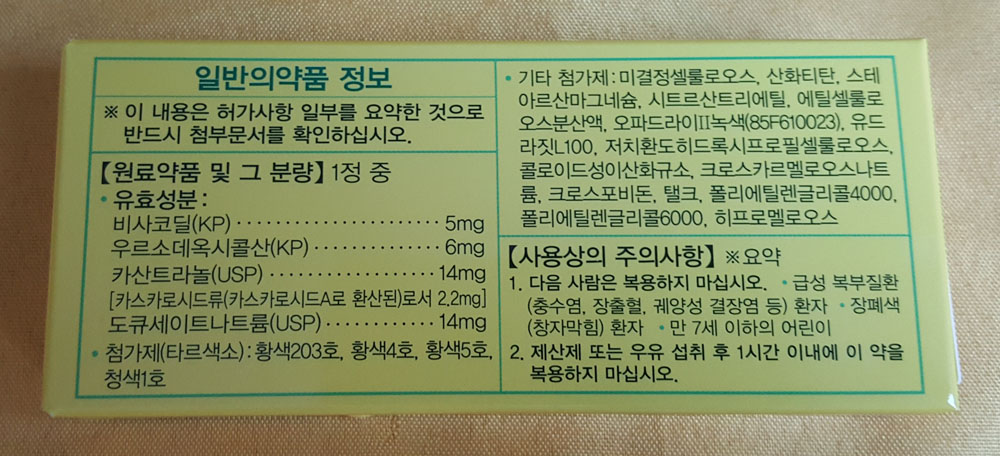 일반의약품 정보
※ 이 내용은 허가사항 일부를 요약한 것으로
반드시 첨부문서를 확인하십시오.
【원료약품 및 그 분량】 1정 중
• 유효성분 :
비사코딜(KP) ·························· 5mg
우르소데옥시콜산(KP) ············· 6mg
카산트라놀(USP) ·················· 14mg
[카스카로시드류(카스카로시드A로 환산된)로서 2.2mg]
도큐세이트나트륨(USP) ············ 14mg
• 첨가제(타르색소) : 황색203호, 황색4호, 황색5호,
청색1호
• 기타 첨가제 : 미결정셀룰로오스, 산화티탄, 스테
아르산마그네슘, 시트르산트리에틸, 에틸셀룰로
오스분산액, 오파드라이II녹색(85F610023), 유드
라짓L100, 저치환도히드록시프로필셀룰로오스,
콜로이드성이산화규소, 크로스카르멜로오스나트
륨, 크로스포비돈, 탤크, 폴리에틸렌글리콜4000,
폴리에틸렌글리콜6000, 히프로멜로오스
【사용상의 주의사항】 ※요약
1. 다음 사람은 복용하지 마십시오. • 급성 복부질환
(충수염, 장출혈, 궤양성 결장염 등) 환자 • 장폐색
(창자막힘) 환자 • 만 7세 이하의 어린이
2. 제산제 또는 우유 섭취 후 1시간 이내에 이 약을
복용하지 마십시오.